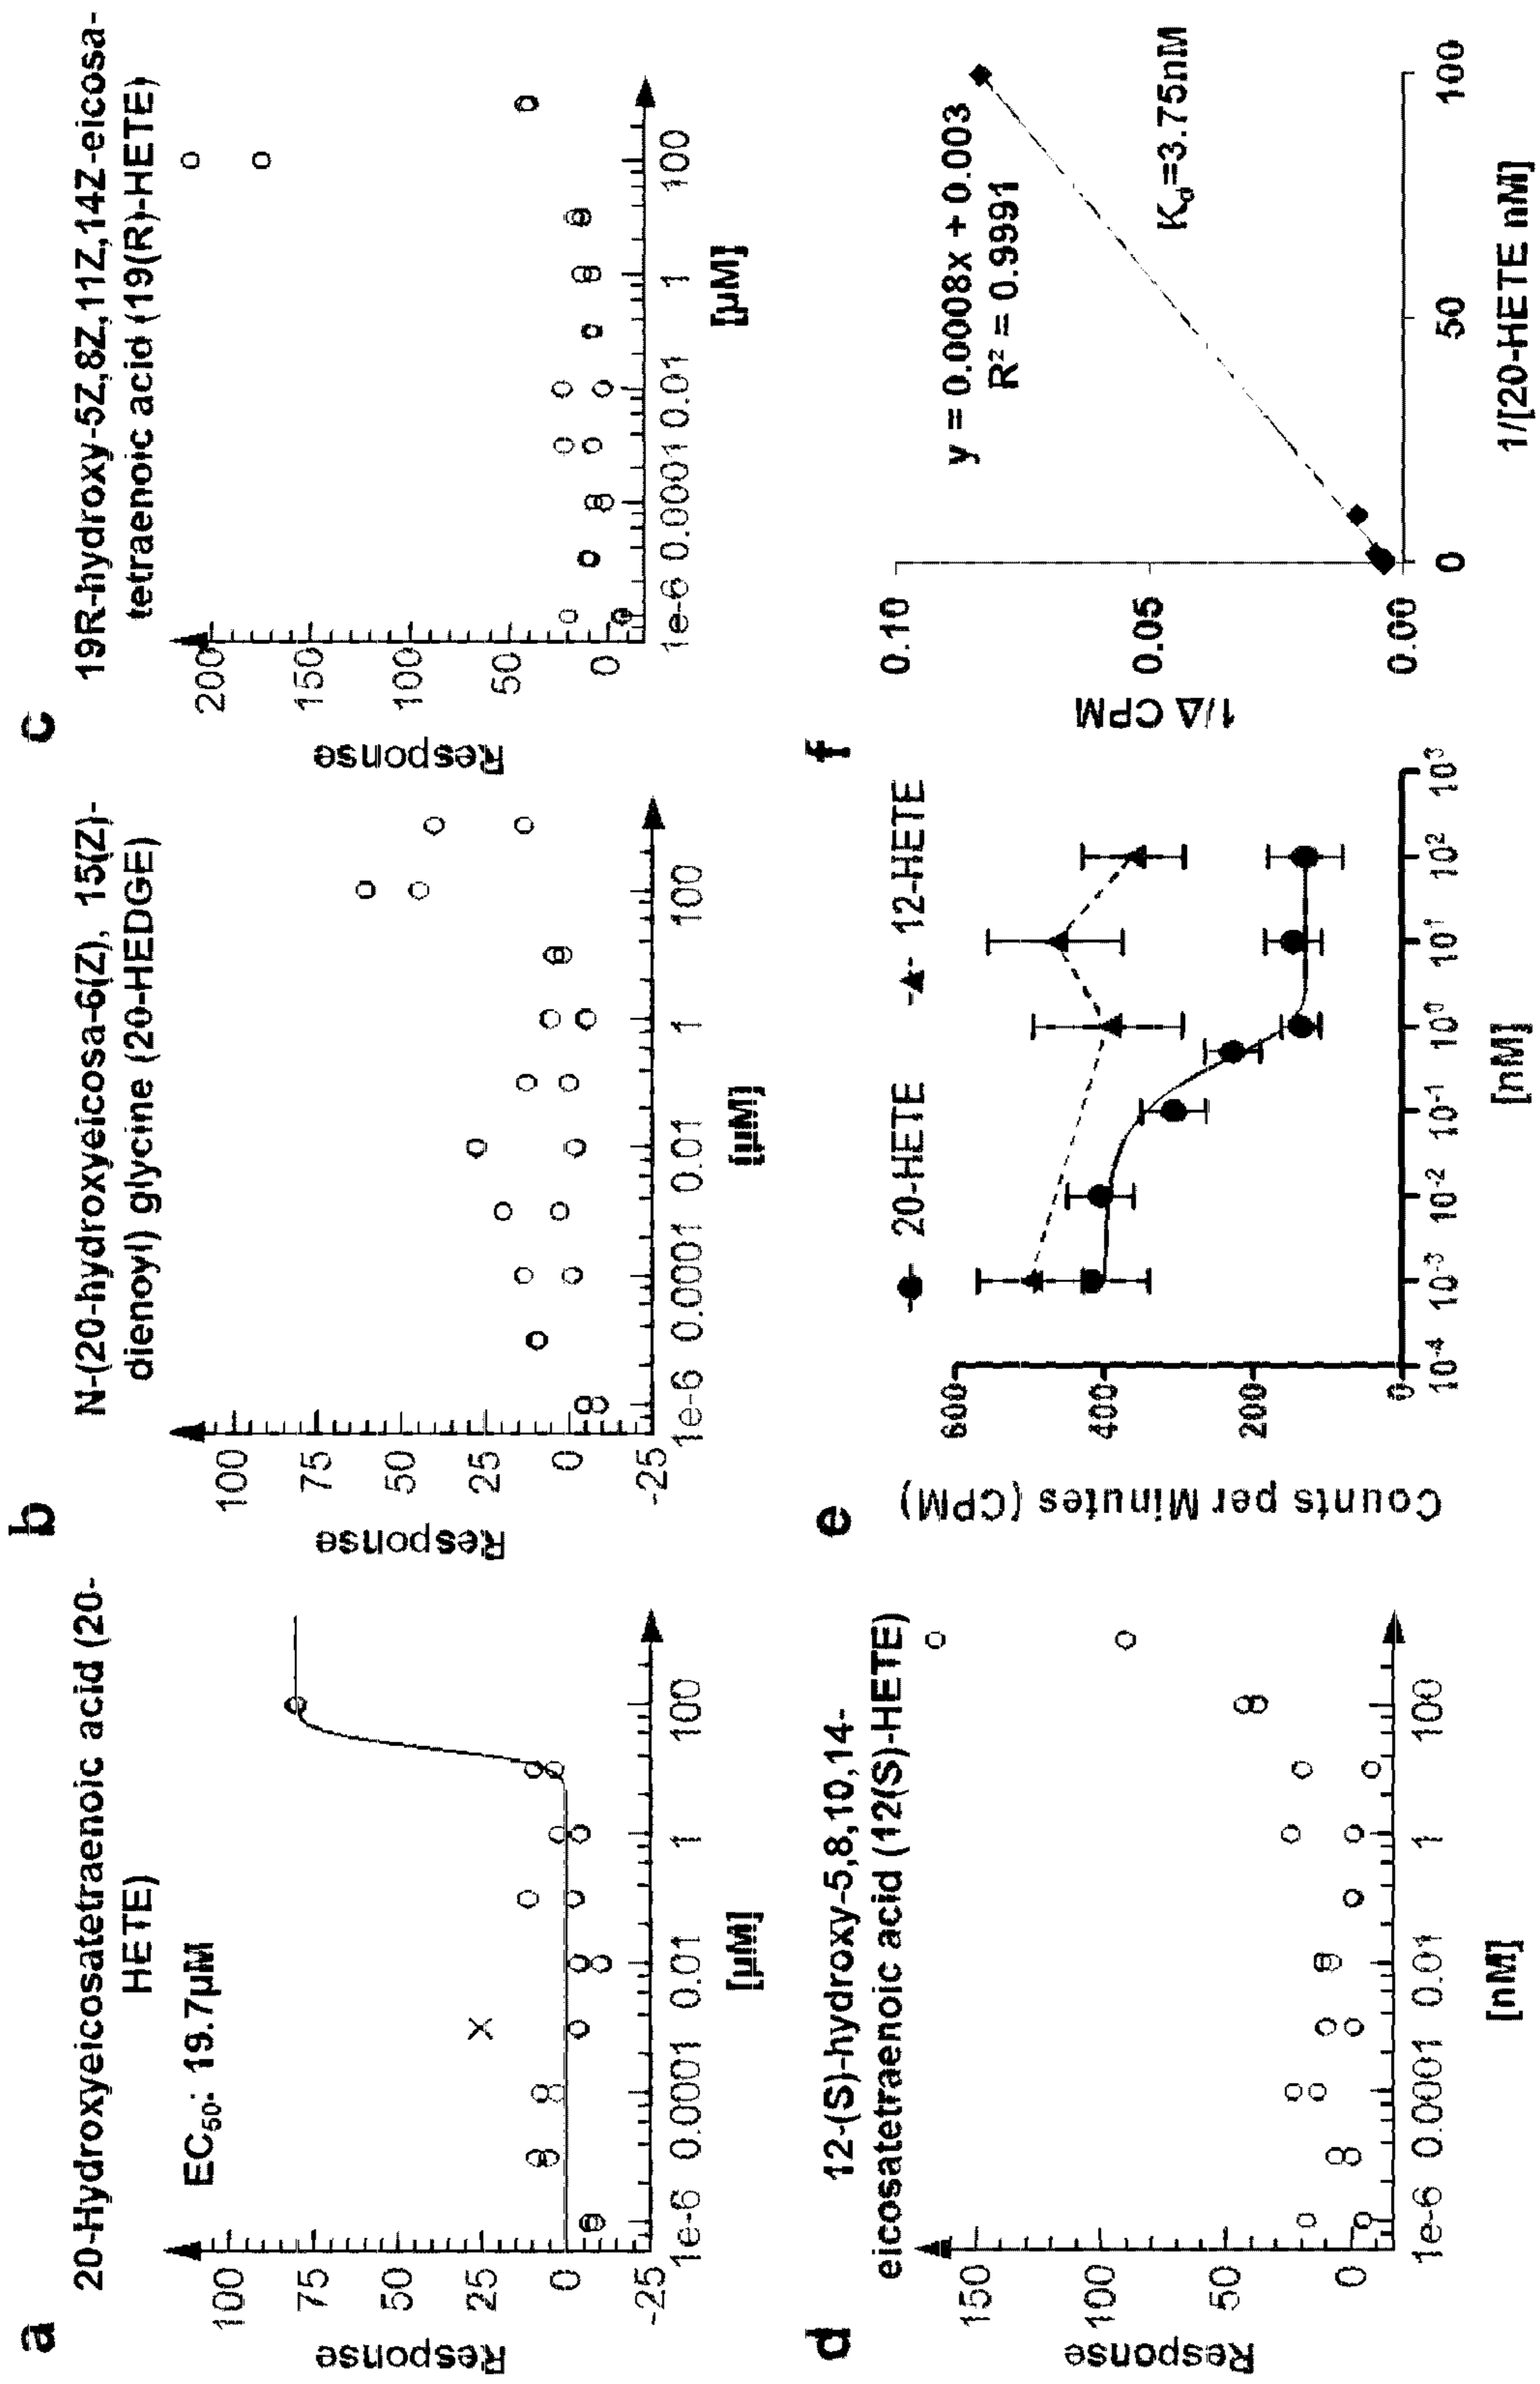 a
20-Hydroxyeicosatetraenoic acid (20-
HETE)
EC50: 19.7µM
Response
100
75
50
25
0
-25
1e-6 0.0001 0.01 1 100
[µM]
b
N-(20-hydroxyeicosa-6(Z), 15(Z)-
dienoyl) glycine (20-HEDGE)
Response
100
75
50
25
0
-25
1e-6 0.0001 0.01 1 100
[µM]
c
19R-hydroxy-5Z,8Z,11Z,14Z-eicosa-
tetraenoic acid (19(R)-HETE)
Response
200
150
100
50
0
1e-6 0.0001 0.01 1 100
[µM]
d
12-(S)-hydroxy-5,8,10,14-
eicosatetraenoic acid (12(S)-HETE)
Response
150
100
50
0
1e-6 0.0001 0.01 1 100
[nM]
e
20-HETE 12-HETE
Counts per Minutes (CPM)
600
400
200
0
10-4 10-3 10-2 10-1 100 101 102 103
[nM]
f
1/Δ CPM
0.10
0.05
0.00
y = 0.0008x + 0.003
R² = 0.9991
Kd=3.75nM
0 50 100
1/[20-HETE nM]